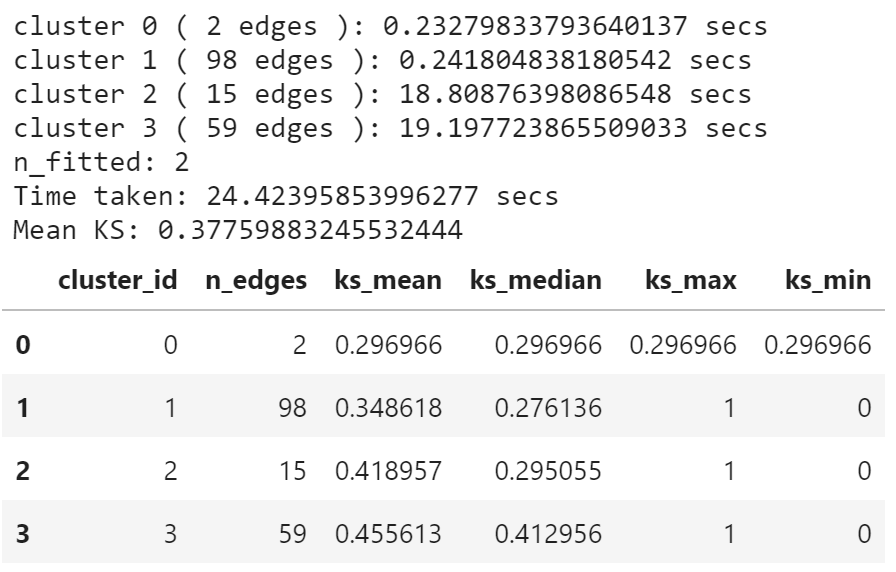 cluster 0 ( 2 edges ): 0.23279833793640137 secs
cluster 1 ( 98 edges ): 0.241804838180542 secs
cluster 2 ( 15 edges ): 18.80876398086548 secs
cluster 3 ( 59 edges ): 19.197723865509033 secs
n_fitted: 2
Time taken: 24.42395853996277 secs
Mean KS: 0.37759883245532444
cluster_id n_edges ks_mean ks_median ks_max ks_min
0 0 2 0.296966 0.296966 0.296966 0.296966
1 1 98 0.348618 0.276136 1 0
2 2 15 0.418957 0.295055 1 0
3 3 59 0.455613 0.412956 1 0